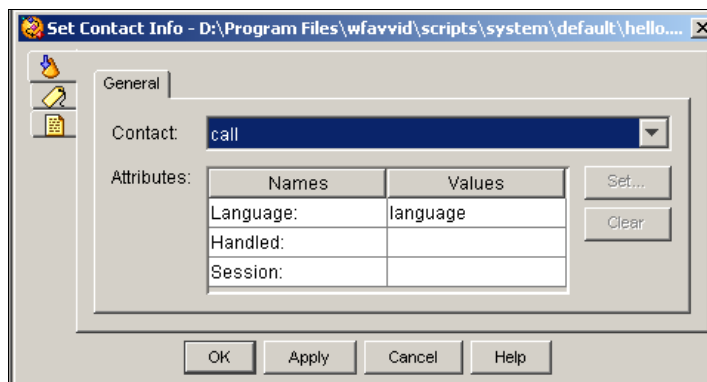 Set Contact Info - D:\Program Files\wfavvid\scripts\system\default\hello....
General
Contact: call
Attributes: Names Values Set...
Language: language Clear
Handled:
Session:
OK Apply Cancel Help